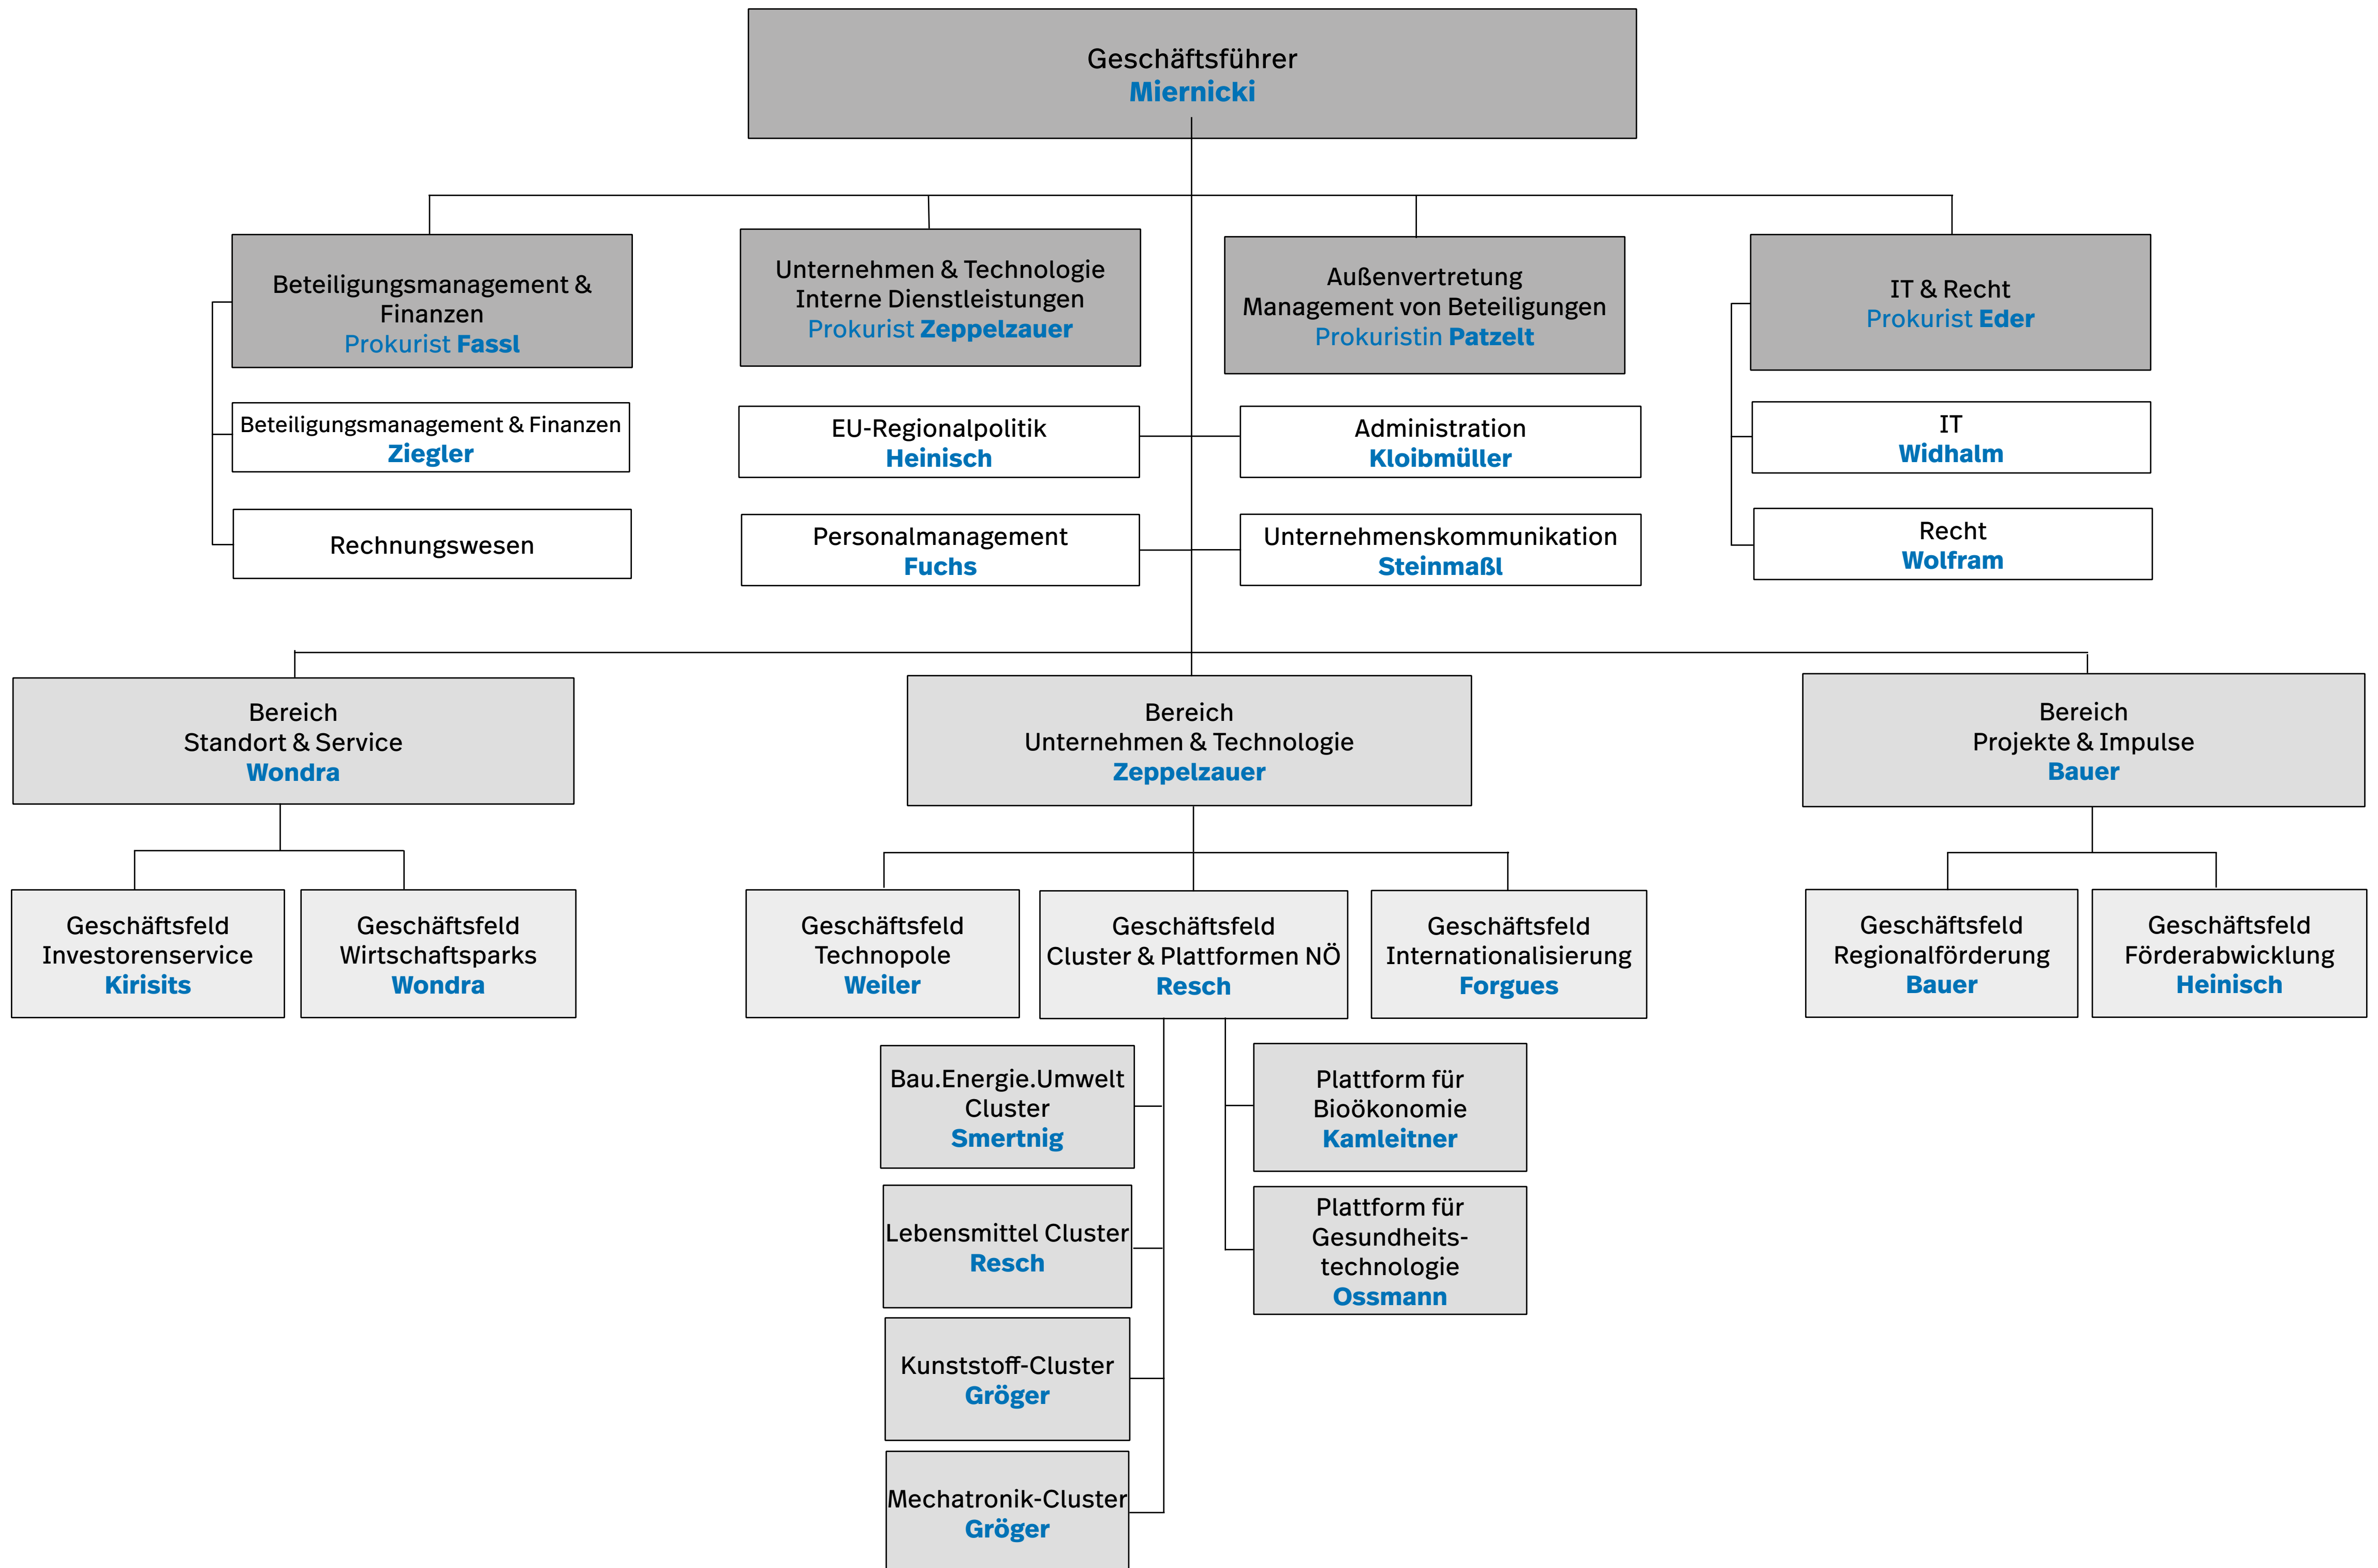 Geschäftsführer
Miernicki
Beteiligungsmanagement &
Finanzen
Prokurist Fassl
Unternehmen & Technologie
Interne Dienstleistungen
Prokurist Zeppelzauer
Außenvertretung
Management von Beteiligungen
Prokuristin Patzelt
IT & Recht
Prokurist Eder
Beteiligungsmanagement & Finanzen
Ziegler
EU-Regionalpolitik
Heinisch
Administration
Kloibmüller
IT
Widhalm
Rechnungswesen
Personalmanagement
Fuchs
Unternehmenskommunikation
Steinmaßl
Recht
Wolfram
Bereich
Standort & Service
Wondra
Bereich
Unternehmen & Technologie
Zeppelzauer
Bereich
Projekte & Impulse
Bauer
Geschäftsfeld
Investorenservice
Kirisits
Geschäftsfeld
Wirtschaftsparks
Wondra
Geschäftsfeld
Technopole
Weiler
Geschäftsfeld
Cluster & Plattformen NÖ
Resch
Geschäftsfeld
Internationalisierung
Forgues
Geschäftsfeld
Regionalförderung
Bauer
Geschäftsfeld
Förderabwicklung
Heinisch
Bau.Energie.Umwelt
Cluster
Smertnig
Plattform für
Bioökonomie
Kamleitner
Lebensmittel Cluster
Resch
Plattform für
Gesundheits-
technologie
Ossmann
Kunststoff-Cluster
Gröger
Mechatronik-Cluster
Gröger